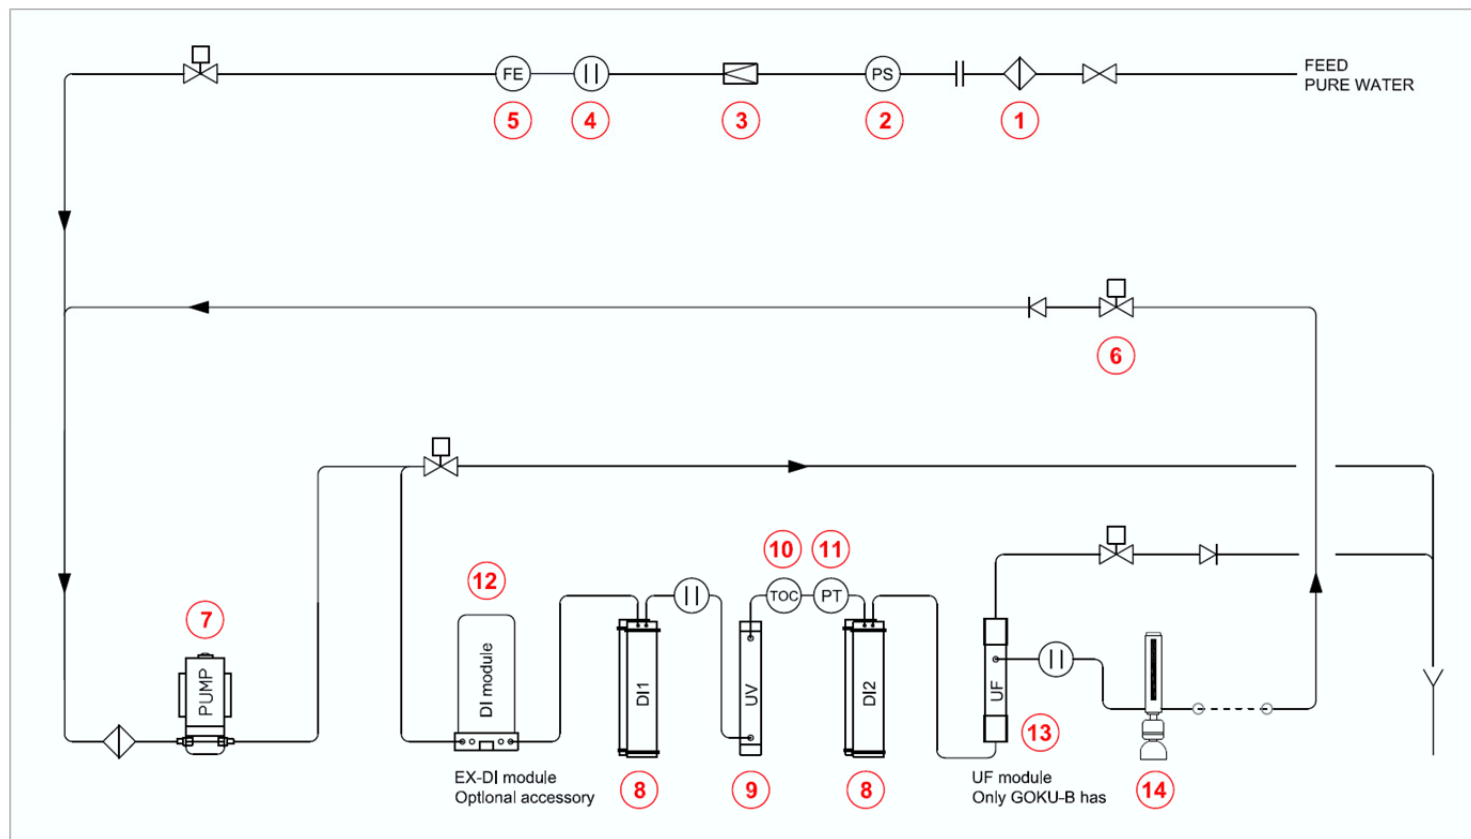 FEED
PURE WATER
FE
PS
5
4
3
2
1
6
10
11
12
TOC
PT
7
PUMP
DI module
DI1
UV
DI2
UF
13
EX-DI module
Optlonal accessory
8
9
8
UF module
Only GOKU-B has
14